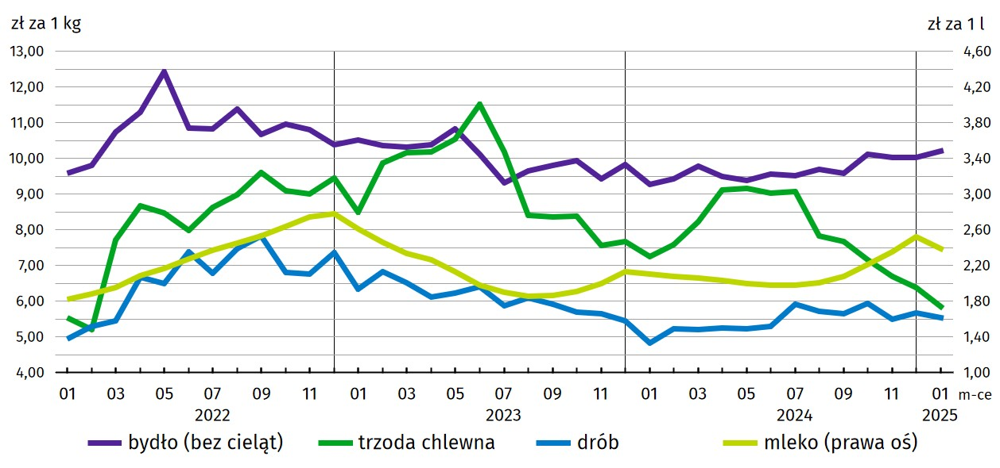 zł za 1 kg zł za 1 l
13,00 4,60
12,00 4,20
11,00 3,80
10,00 3,40
9,00 3,00
8,00 2,60
7,00 2,20
6,00 1,80
5,00 1,40
4,00 1,00
01 03 05 07 09 11 01 03 05 07 09 11 01 03 05 07 09 11 01 m-ce
2022 2023 2024 2025
bydło (bez cieląt) trzoda chlewna drób mleko (prawa oś)